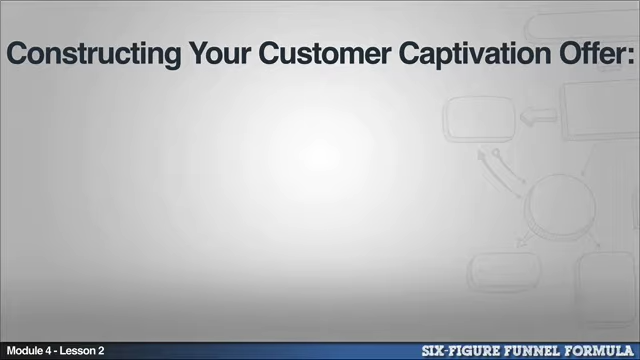 Constructing Your Customer Captivation Offer:
Module 4 - Lesson 2
SIX-FIGURE FUNNEL FORMULA